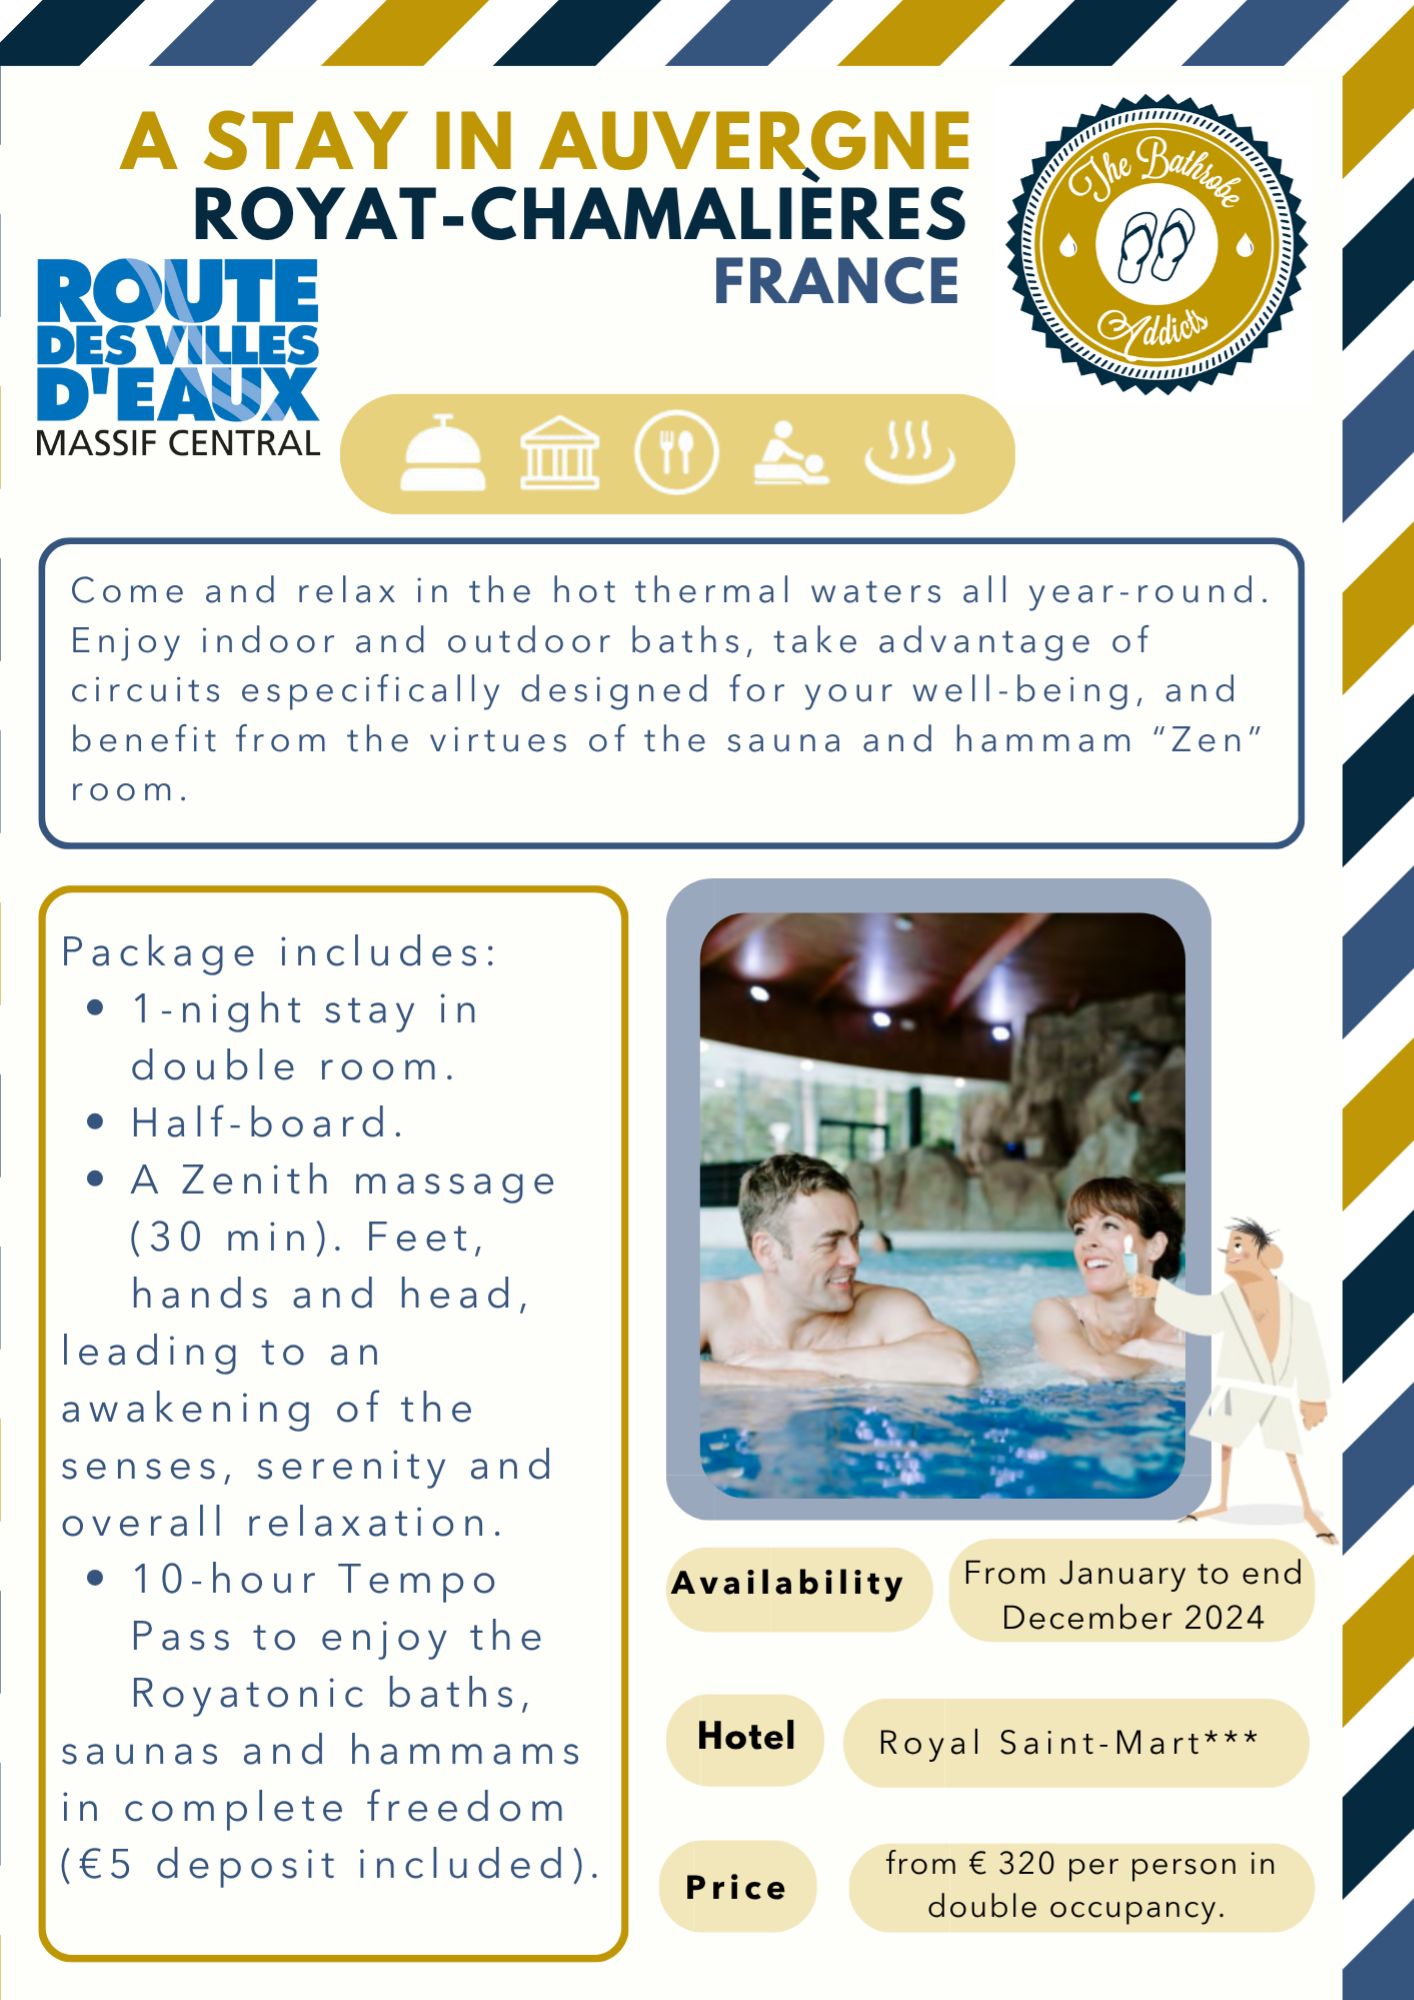 A STAY IN AUVERGNE
ROYAT-CHAMALIÈRES
FRANCE
The Bathrobe
Addicts
ROUTE
DES VILLES
D'EAUX
MASSIF CENTRAL
Come and relax in the hot thermal waters all year-round.
Enjoy indoor and outdoor baths, take advantage of
circuits especifically designed for your well-being, and
benefit from the virtues of the sauna and hammam “Zen”
room.
Package includes:
• 1-night stay in
double room.
• Half-board.
• A Zenith massage
(30 min). Feet,
hands and head,
leading to an
awakening of the
senses, serenity and
overall relaxation.
• 10-hour Tempo
Pass to enjoy the
Royatonic baths,
saunas and hammams
in complete freedom
(€5 deposit included).
Availability
From January to end
December 2024
Hotel
Royal Saint-Mart***
Price
from € 320 per person in
double occupancy.